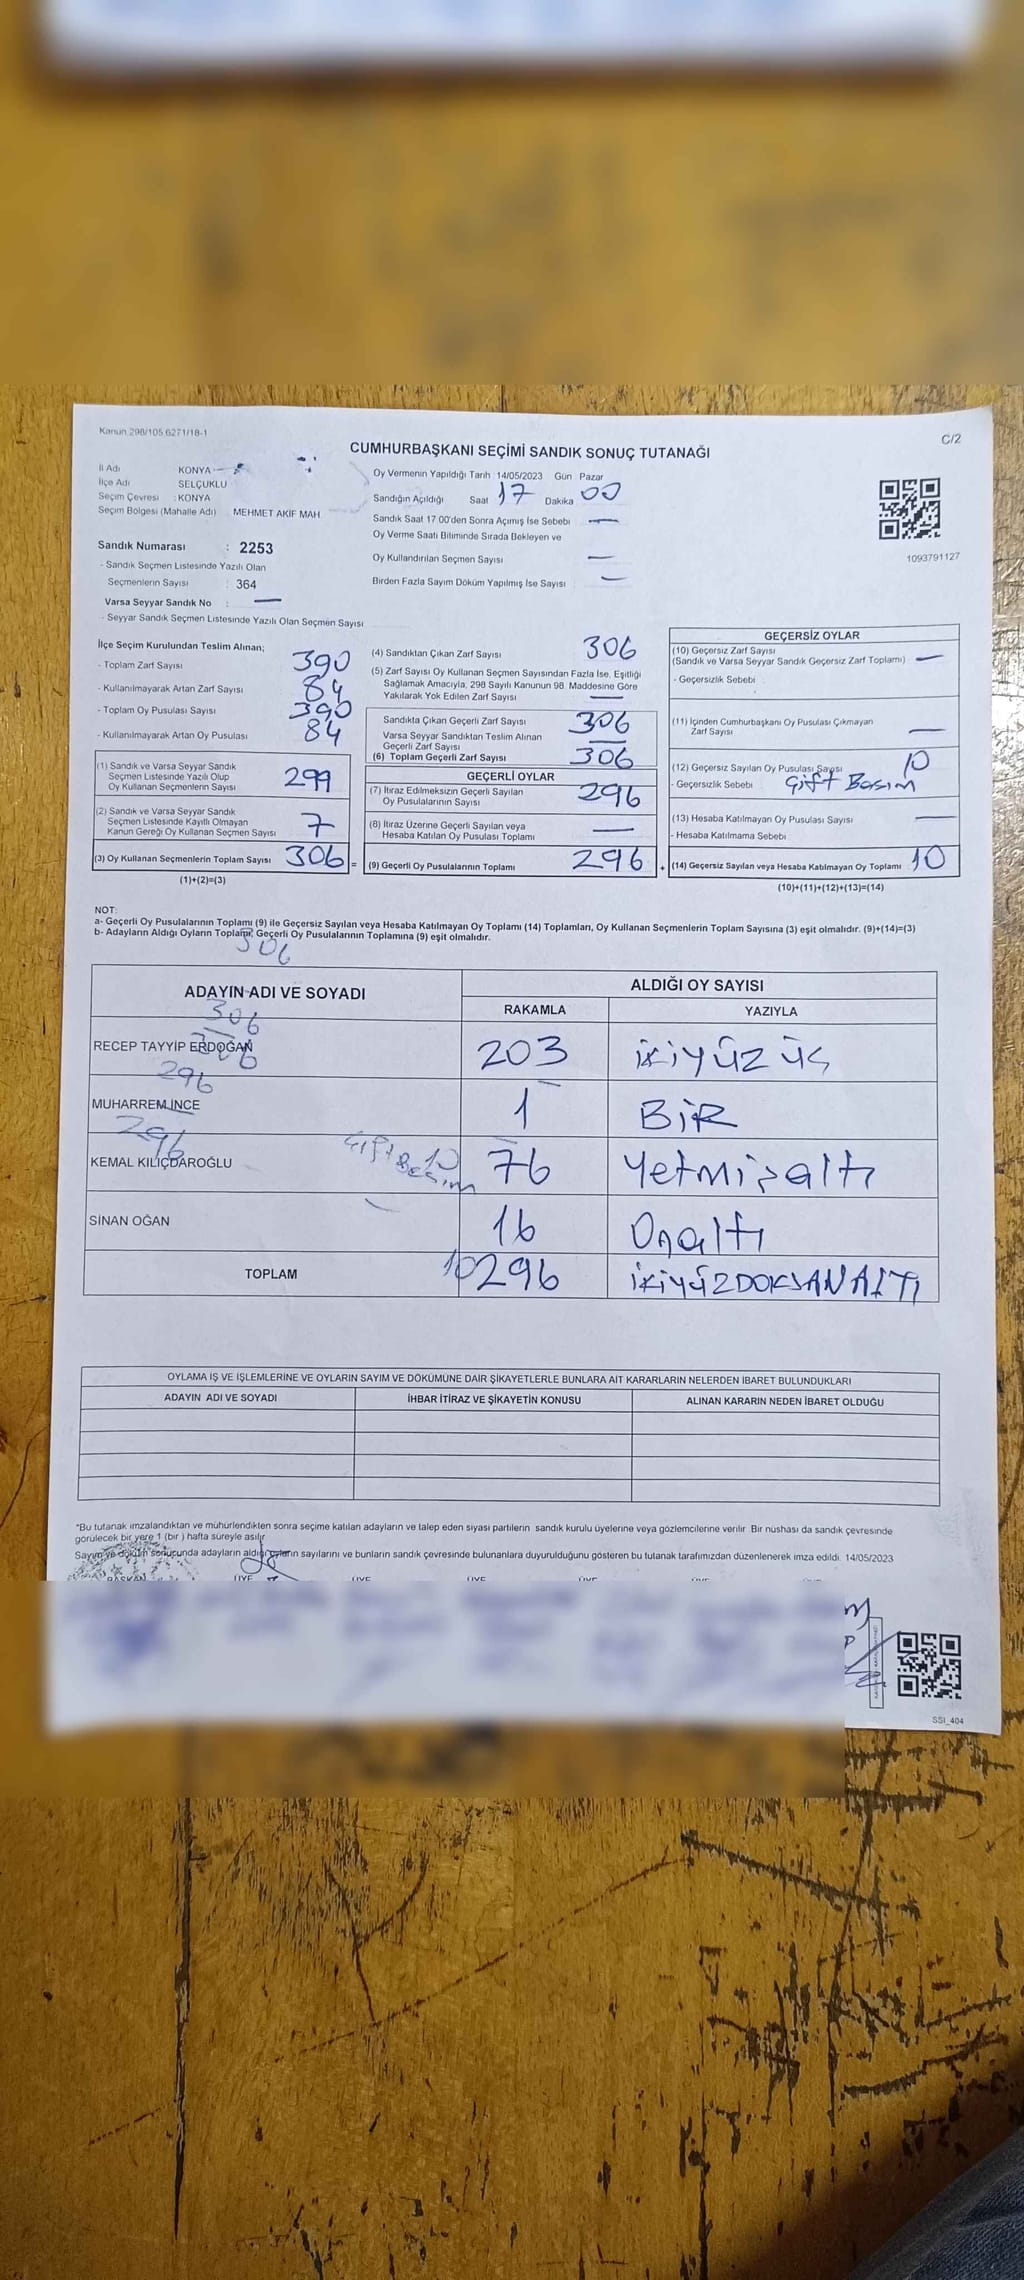 Kanun 298/105 6271/18-1
C/2
CUMHURBAŞKANI SEÇİMİ SANDIK SONUÇ TUTANAĞI
İl Adı KONYA
İlçe Adı SELÇUKLU
Seçim Çevresi : KONYA
Seçim Bölgesi (Mahalle Adı) MEHMET AKİF MAH
Sandık Numarası : 2253
- Sandık Seçmen Listesinde Yazılı Olan
Seçmenlerin Sayısı : 364
Varsa Seyyar Sandık No : —
- Seyyar Sandık Seçmen Listesinde Yazılı Olan Seçmen Sayısı
Oy Vermenin Yapıldığı Tarih 14/05/2023 Gün Pazar
Sandığın Açıldığı Saat 17 Dakika 00
Sandık Saat 17 00'den Sonra Açımış İse Sebebi —
Oy Verme Saati Bitiminde Sırada Bekleyen ve
Oy Kullandırılan Seçmen Sayısı —
Birden Fazla Sayım Döküm Yapılmış İse Sayısı —
1093791127
İlçe Seçim Kurulundan Teslim Alınan;
- Toplam Zarf Sayısı 390
- Kullanılmayarak Artan Zarf Sayısı 84
- Toplam Oy Pusulası Sayısı 390
- Kullanılmayarak Artan Oy Pusulası 84
(1) Sandık ve Varsa Seyyar Sandık
Seçmen Listesinde Yazılı Olup
Oy Kullanan Seçmenlerin Sayısı 299
(2) Sandık ve Varsa Seyyar Sandık
Seçmen Listesinde Kayıtlı Olmayan
Kanun Gereği Oy Kullanan Seçmen Sayısı 7
(3) Oy Kullanan Seçmenlerin Toplam Sayısı 306 =
(1)+(2)=(3)
(4) Sandıktan Çıkan Zarf Sayısı 306
(5) Zarf Sayısı Oy Kullanan Seçmen Sayısından Fazla İse, Eşitliği
Sağlamak Amacıyla, 298 Sayılı Kanunun 98. Maddesine Göre
Yakılarak Yok Edilen Zarf Sayısı —
Sandıkta Çıkan Geçerli Zarf Sayısı 306
Varsa Seyyar Sandıktan Teslim Alınan
Geçerli Zarf Sayısı —
(6) Toplam Geçerli Zarf Sayısı 306
GEÇERLİ OYLAR
(7) İtiraz Edilmeksizin Geçerli Sayılan
Oy Pusulalarının Sayısı 296
(8) İtiraz Üzerine Geçerli Sayılan veya
Hesaba Katılan Oy Pusulası Toplamı —
(9) Geçerli Oy Pusulalarının Toplamı 296 +
GEÇERSİZ OYLAR
(10) Geçersiz Zarf Sayısı
(Sandık ve Varsa Seyyar Sandık Geçersiz Zarf Toplamı) —
- Geçersizlik Sebebi
(11) İçinden Cumhurbaşkanı Oy Pusulası Çıkmayan
Zarf Sayısı —
(12) Geçersiz Sayılan Oy Pusulası Sayısı 10
- Geçersizlik Sebebi Çift Basım
(13) Hesaba Katılmayan Oy Pusulası Sayısı —
- Hesaba Katılmama Sebebi
(14) Geçersiz Sayılan veya Hesaba Katılmayan Oy Toplamı 10
(10)+(11)+(12)+(13)=(14)
NOT:
a- Geçerli Oy Pusulalarının Toplamı (9) ile Geçersiz Sayılan veya Hesaba Katılmayan Oy Toplamı (14) Toplamları, Oy Kullanan Seçmenlerin Toplam Sayısına (3) eşit olmalıdır. (9)+(14)=(3)
b- Adayların Aldığı Oyların Toplamı, Geçerli Oy Pusulalarının Toplamına (9) eşit olmalıdır.
306
ADAYIN ADI VE SOYADI
ALDIĞI OY SAYISI
RAKAMLA YAZIYLA
306
RECEP TAYYİP ERDOĞAN 203 İKİYÜZ ÜÇ
306
296
MUHARREM İNCE 1 BİR
296
KEMAL KILIÇDAROĞLU 76 Yetmişaltı
Çift Basım 10
SİNAN OĞAN 16 Onaltı
TOPLAM 10 296 İKİYÜZDOKSANALTI
OYLAMA İŞ VE İŞLEMLERİNE VE OYLARIN SAYIM VE DÖKÜMÜNE DAİR ŞİKAYETLERLE BUNLARA AİT KARARLARIN NELERDEN İBARET BULUNDUKLARI
ADAYIN ADI VE SOYADI İHBAR İTİRAZ VE ŞİKAYETİN KONUSU ALINAN KARARIN NEDEN İBARET OLDUĞU
*Bu tutanak imzalandıktan ve mühürlendikten sonra seçime katılan adayların ve talep eden siyası partilerin sandık kurulu üyelerine veya gözlemcilerine verilir Bir nüshası da sandık çevresinde
görülecek bir yere 1 (bir ) hafta süreyle asılır
Sayım ve döküm sonucunda adayların aldığı oyların sayılarını ve bunların sandık çevresinde bulunanlara duyurulduğunu gösteren bu tutanak tarafımızdan düzenlenerek imza edildi. 14/05/2023
BAŞKAN ÜYE ÜYE ÜYE ÜYE ÜYE
SSI_404